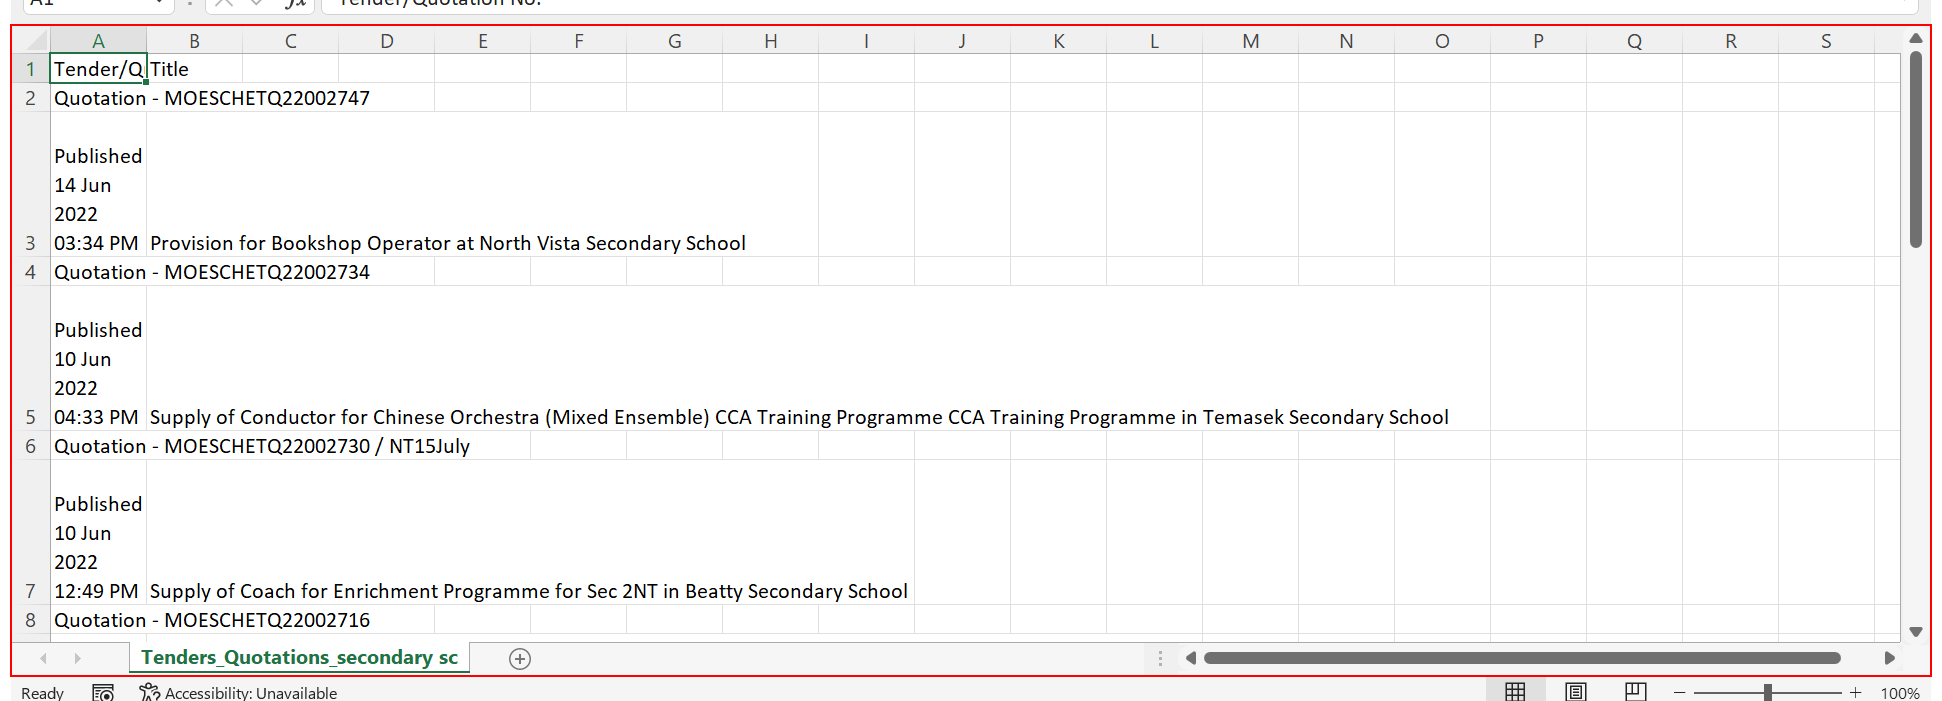 A1 fx Tender/Quotation No.
A B C D E F G H I J K L M N O P Q R S
1 Tender/Q Title
2 Quotation - MOESCHETQ22002747
Published
14 Jun
2022
3 03:34 PM Provision for Bookshop Operator at North Vista Secondary School
4 Quotation - MOESCHETQ22002734
Published
10 Jun
2022
5 04:33 PM Supply of Conductor for Chinese Orchestra (Mixed Ensemble) CCA Training Programme CCA Training Programme in Temasek Secondary School
6 Quotation - MOESCHETQ22002730 / NT15July
Published
10 Jun
2022
7 12:49 PM Supply of Coach for Enrichment Programme for Sec 2NT in Beatty Secondary School
8 Quotation - MOESCHETQ22002716
Tenders_Quotations_secondary sc
Ready Accessibility: Unavailable 100%